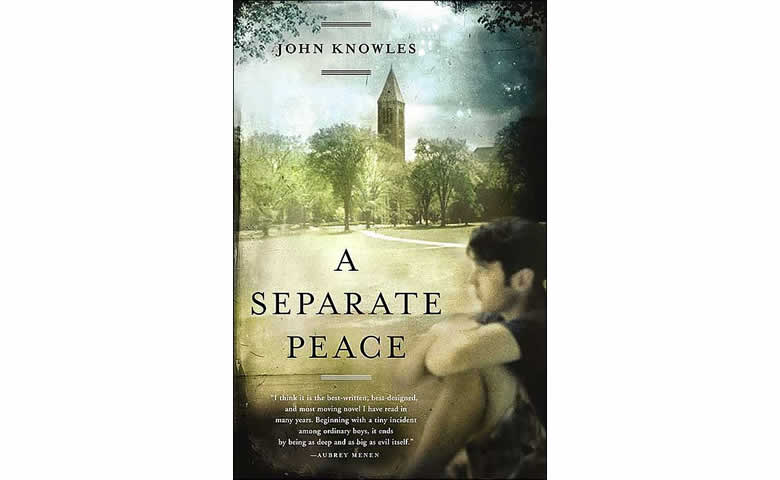 JOHN KNOWLES
A
SEPARATE
PEACE
"I think it is the best-written, best-designed,
and most moving novel I have read in
many years. Beginning with a tiny incident
among ordinary boys, it ends
by being as deep and as big as evil itself."
—AUBREY MENEN